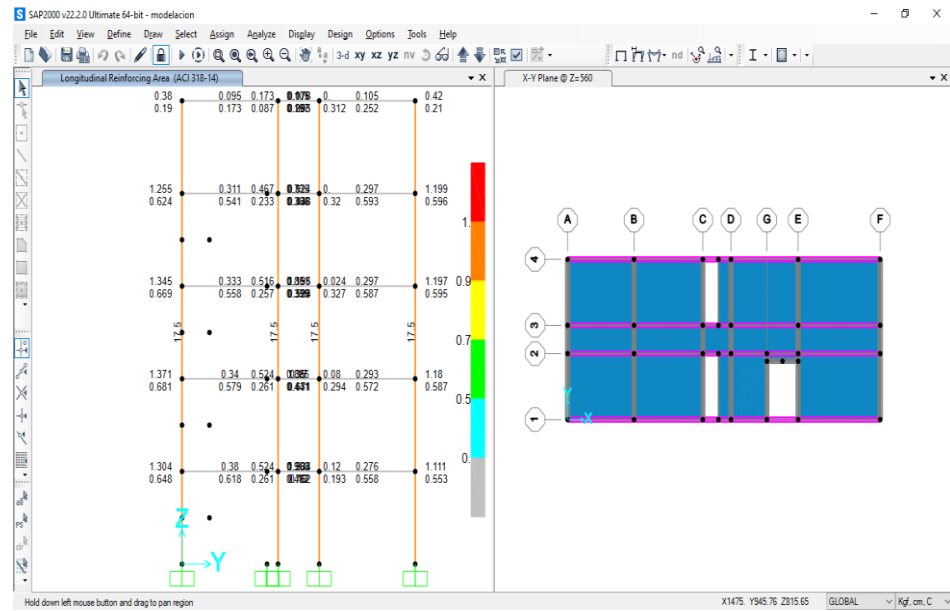 SAP2000 v22.2.0 Ultimate 64-bit - modelacion
File Edit View Define Draw Select Assign Analyze Display Design Options Tools Help
3-d xy xz yz nv nd
Longitudinal Reinforcing Area (ACI 318-14)
X-Y Plane @ Z=560
0.38 0.095 0.173 0 0.105 0.42
0.19 0.173 0.087 0.312 0.252 0.21
1.255 0.311 0.467 0 0.297 1.199
0.624 0.541 0.233 0.32 0.593 0.596
1.345 0.333 0.516 0.024 0.297 1.197
0.669 0.558 0.257 0.327 0.587 0.595
17.5 17.5 17.5 17.5
1.371 0.34 0.524 0.08 0.293 1.18
0.681 0.579 0.261 0.294 0.572 0.587
1.304 0.38 0.524 0.12 0.276 1.111
0.648 0.618 0.261 0.193 0.558 0.553
Z
Y
1.
0.9
0.7
0.5
0.
A B C D G E F
4
3
2
1
Y
X
all
PS
clr
Hold down left mouse button and drag to pan region
X1475. Y945.76 Z815.65
GLOBAL
Kgf, cm, C